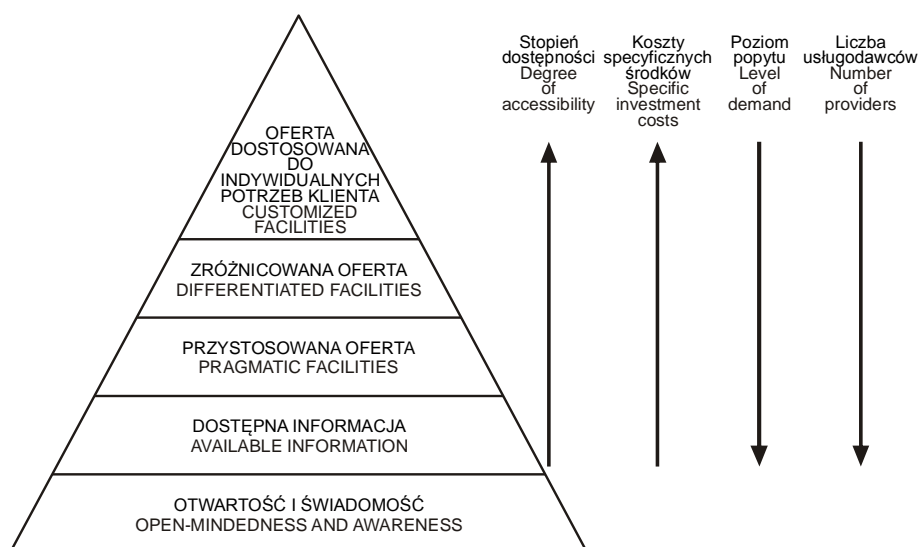 OFERTA
DOSTOSOWANA
DO
INDYWIDUALNYCH
POTRZEB KLIENTA
CUSTOMIZED
FACILITIES
ZRÓŻNICOWANA OFERTA
DIFFERENTIATED FACILITIES
PRZYSTOSOWANA OFERTA
PRAGMATIC FACILITIES
DOSTĘPNA INFORMACJA
AVAILABLE INFORMATION
OTWARTOŚĆ I ŚWIADOMOŚĆ
OPEN-MINDEDNESS AND AWARENESS
Stopień
dostępności
Degree
of
accessibility
Koszty
specyficznych
środków
Specific
investment
costs
Poziom
popytu
Level
of
demand
Liczba
usługodawców
Number
of
providers